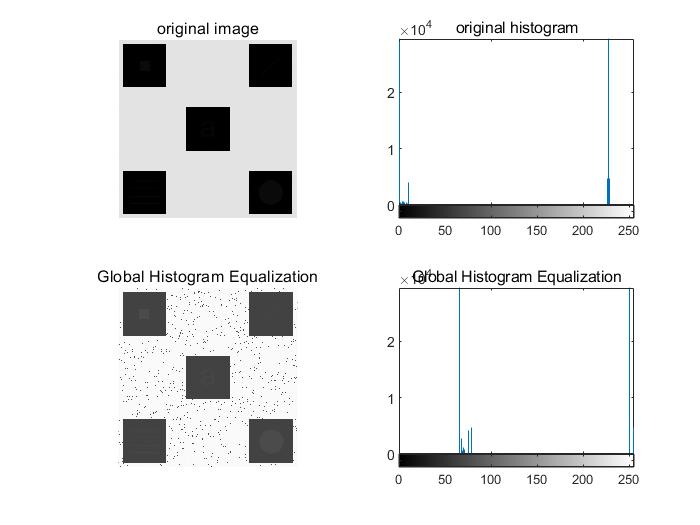 original image
original histogram
×10⁴
2
1
0
0 50 100 150 200 250
a
Global Histogram Equalization
Global Histogram Equalization
2
1
0
0 50 100 150 200 250
a